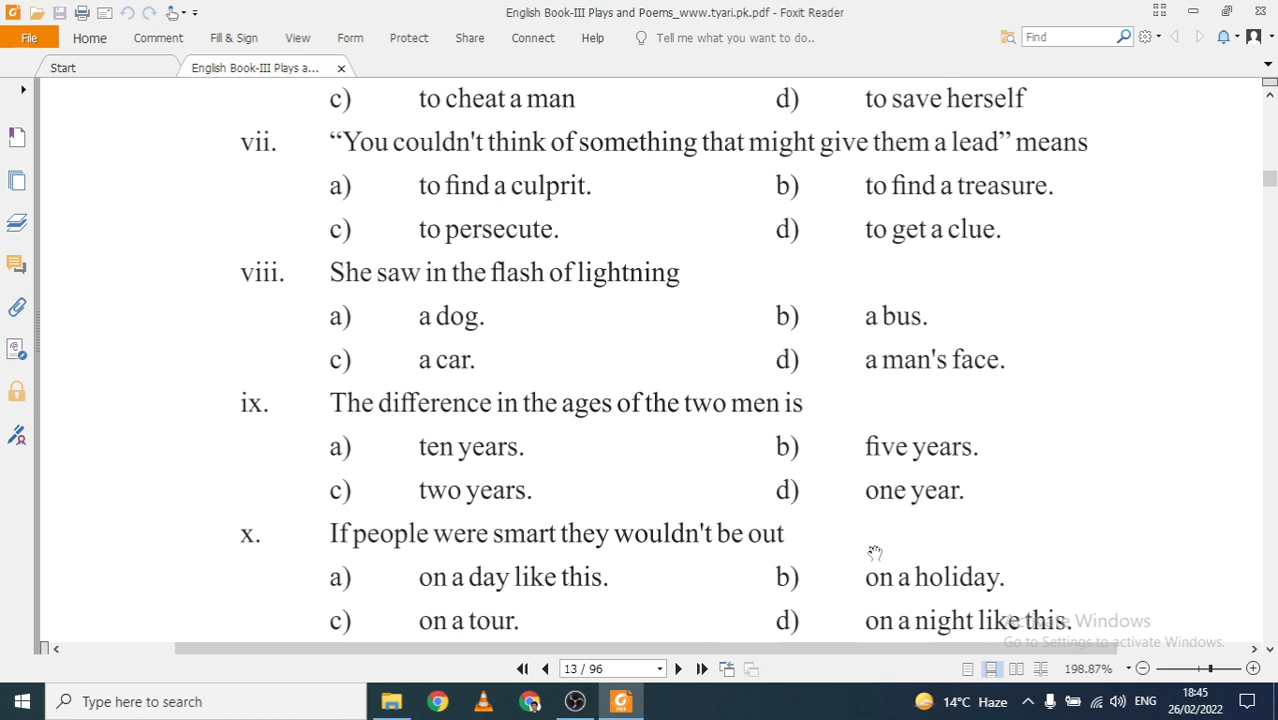 English Book-III Plays and Poems_www.tyari.pk.pdf - Foxit Reader
File Home Comment Fill & Sign View Form Protect Share Connect Help Tell me what you want to do.. Find
Start English Book-III Plays a...
c) to cheat a man d) to save herself
vii. “You couldn't think of something that might give them a lead” means
a) to find a culprit. b) to find a treasure.
c) to persecute. d) to get a clue.
viii. She saw in the flash of lightning
a) a dog. b) a bus.
c) a car. d) a man's face.
ix. The difference in the ages of the two men is
a) ten years. b) five years.
c) two years. d) one year.
x. If people were smart they wouldn't be out
a) on a day like this. b) on a holiday.
c) on a tour. d) on a night like this.
Activate Windows
Go to Settings to activate Windows.
13 / 96 198.87%
Type here to search 14°C Haze ENG 18:45
26/02/2022